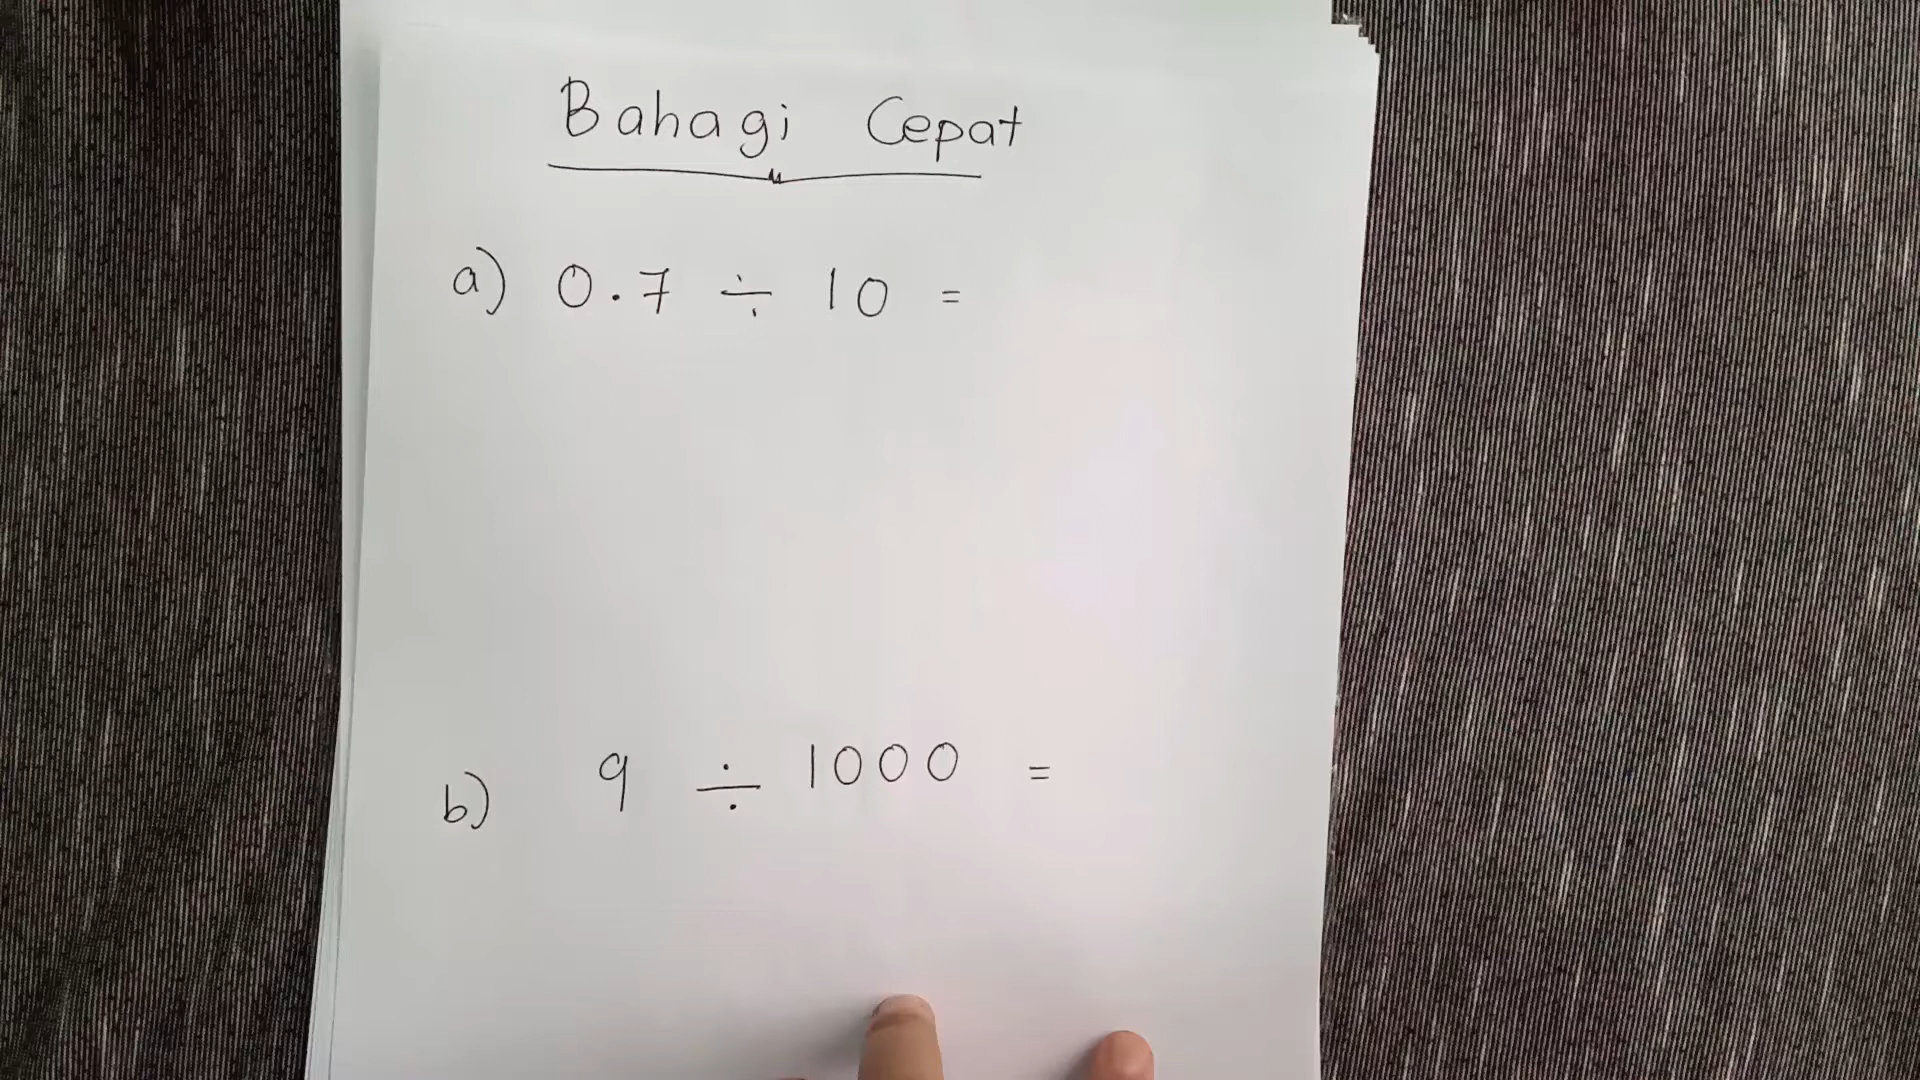 Bahagi Cepat
a) 0.7 ÷ 10 =
b) 9 ÷ 1000 =